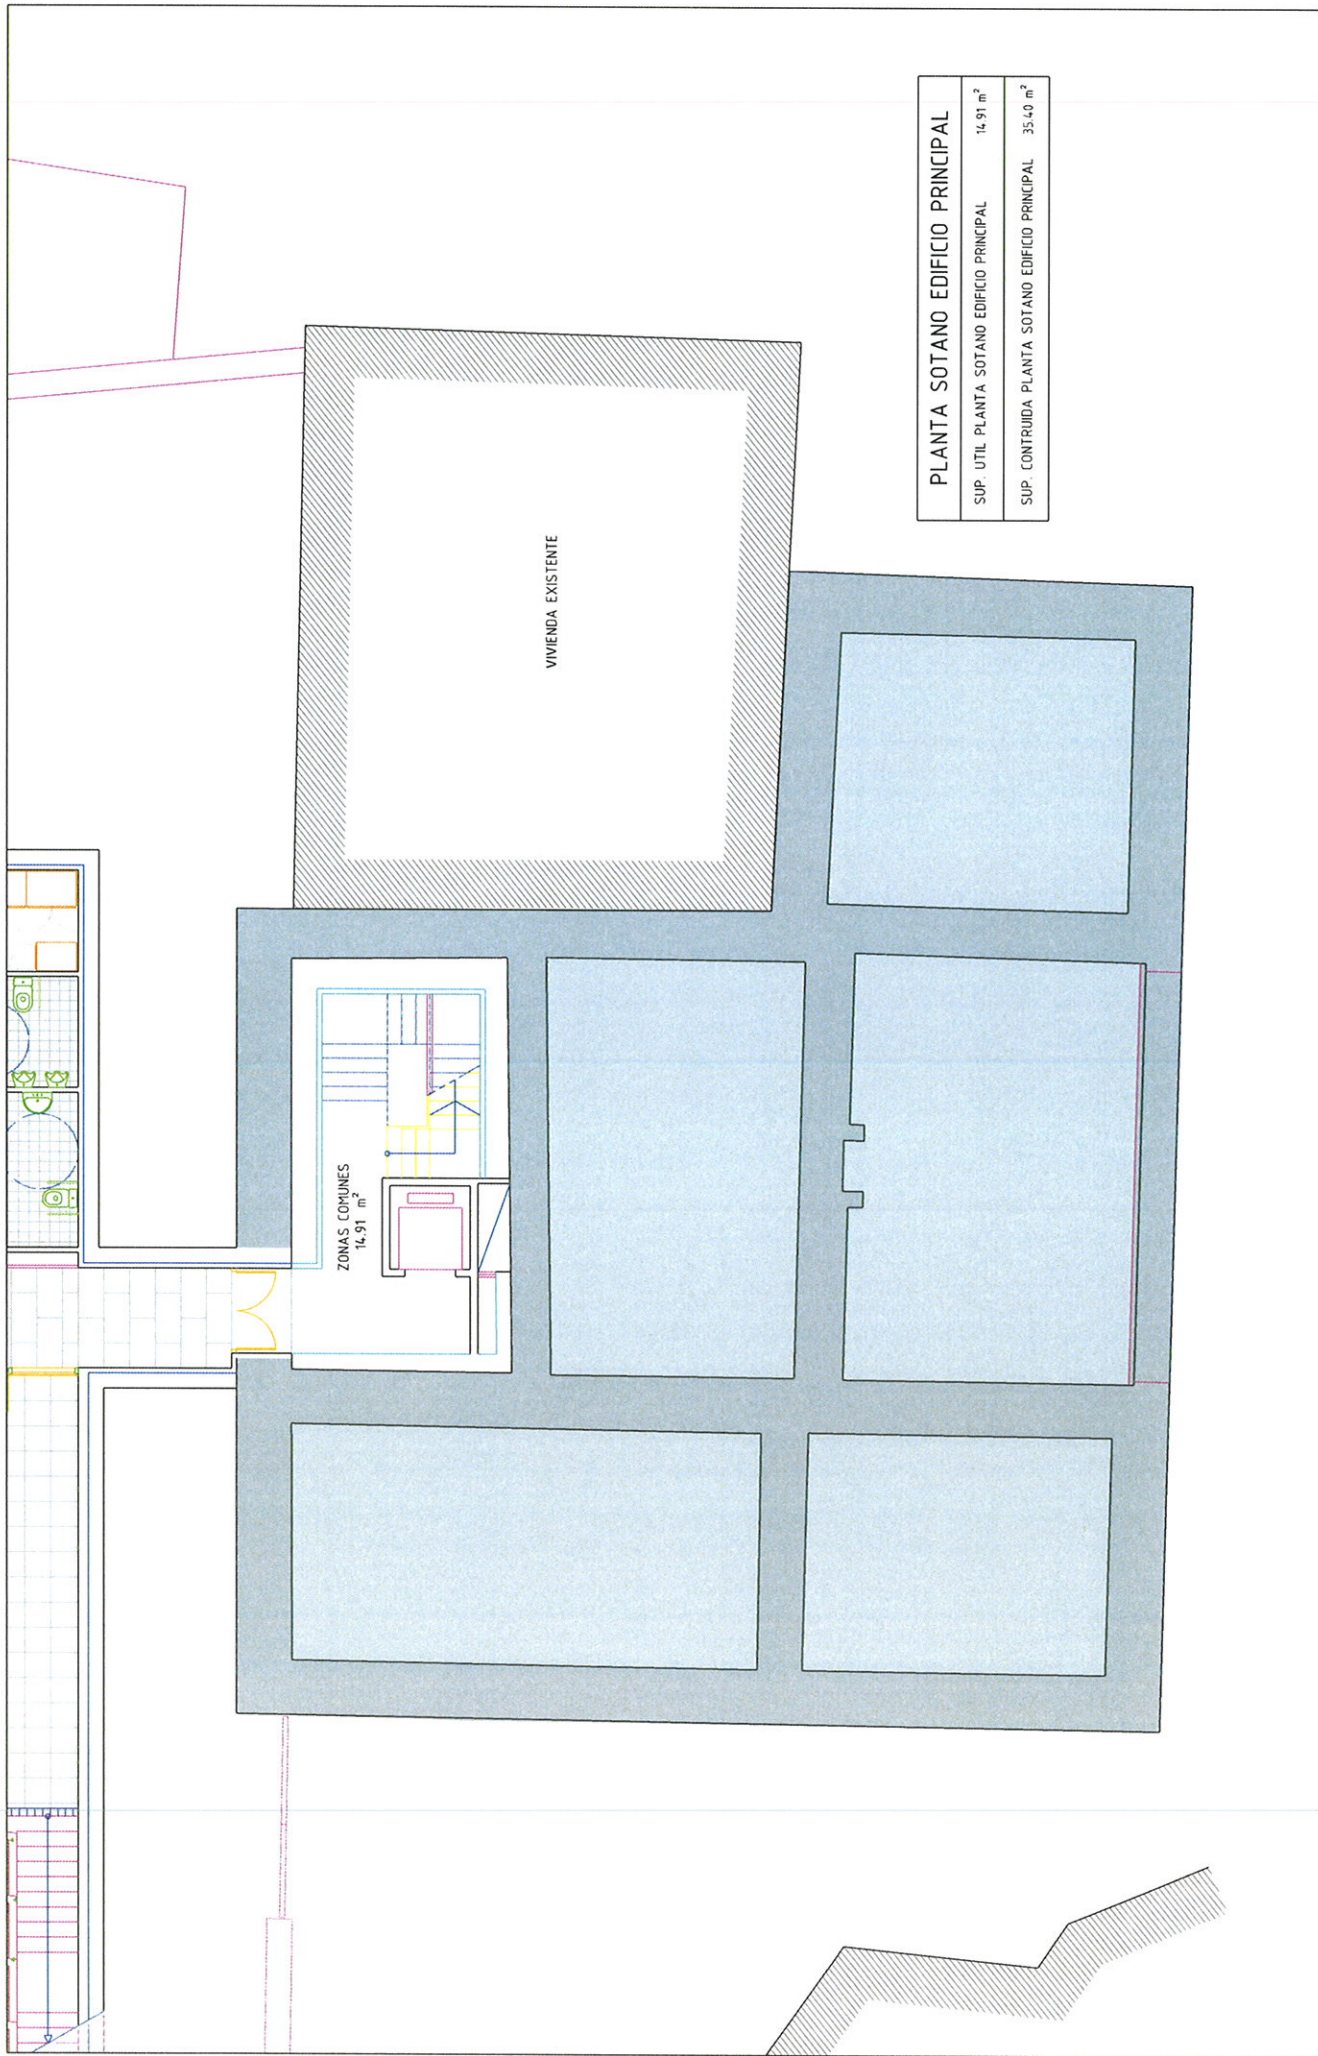 PLANTA SOTANO EDIFICIO PRINCIPAL
SUP. UTIL PLANTA SOTANO EDIFICIO PRINCIPAL 14.91 m²
SUP. CONTRUIDA PLANTA SOTANO EDIFICIO PRINCIPAL 35.40 m²
VIVIENDA EXISTENTE
ZONAS COMUNES
14.91 m²